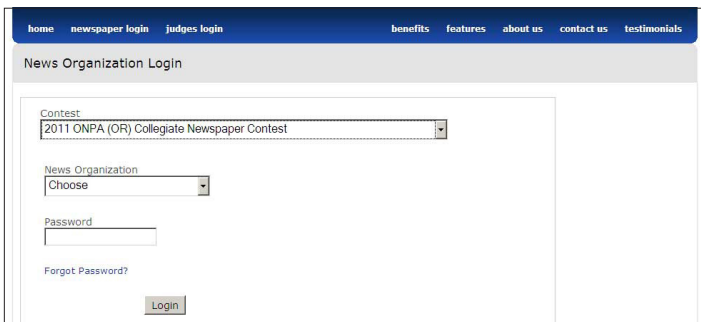 home newspaper login judges login benefits features about us contact us testimonials
News Organization Login
Contest
2011 ONPA (OR) Collegiate Newspaper Contest
News Organization
Choose
Password
Forgot Password?
Login